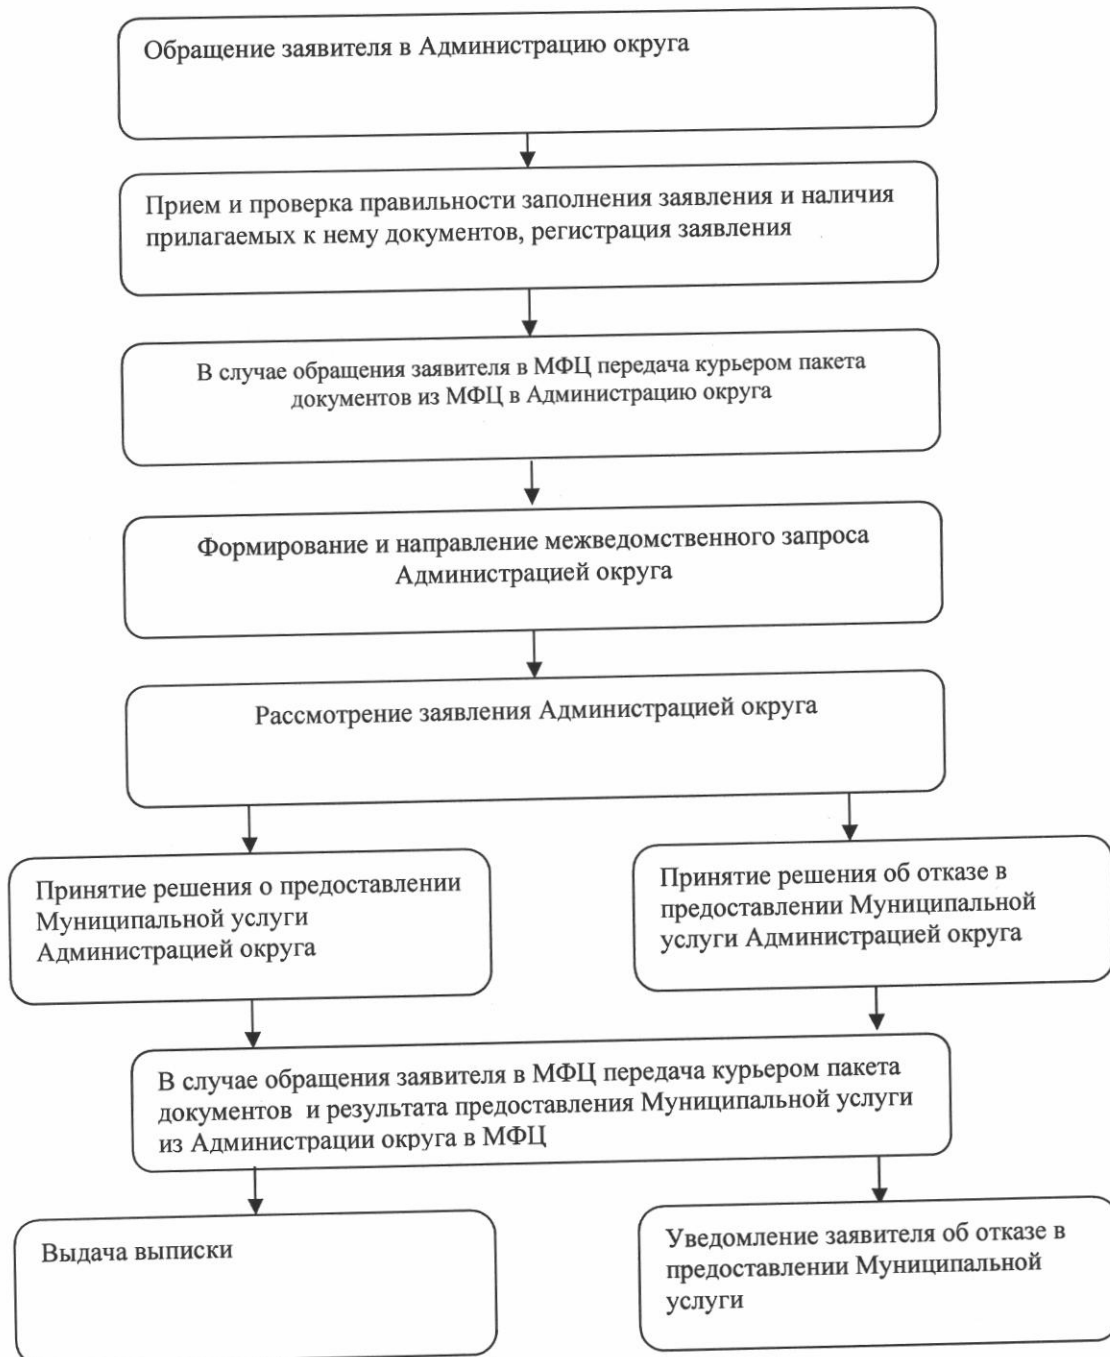 Обращение заявителя в Администрацию округа
Прием и проверка правильности заполнения заявления и наличия
прилагаемых к нему документов, регистрация заявления
В случае обращения заявителя в МФЦ передача курьером пакета
документов из МФЦ в Администрацию округа
Формирование и направление межведомственного запроса
Администрацией округа
Рассмотрение заявления Администрацией округа
Принятие решения о предоставлении
Муниципальной услуги
Администрацией округа
Принятие решения об отказе в
предоставлении Муниципальной
услуги Администрацией округа
В случае обращения заявителя в МФЦ передача курьером пакета
документов и результата предоставления Муниципальной услуги
из Администрации округа в МФЦ
Выдача выписки
Уведомление заявителя об отказе в
предоставлении Муниципальной
услуги